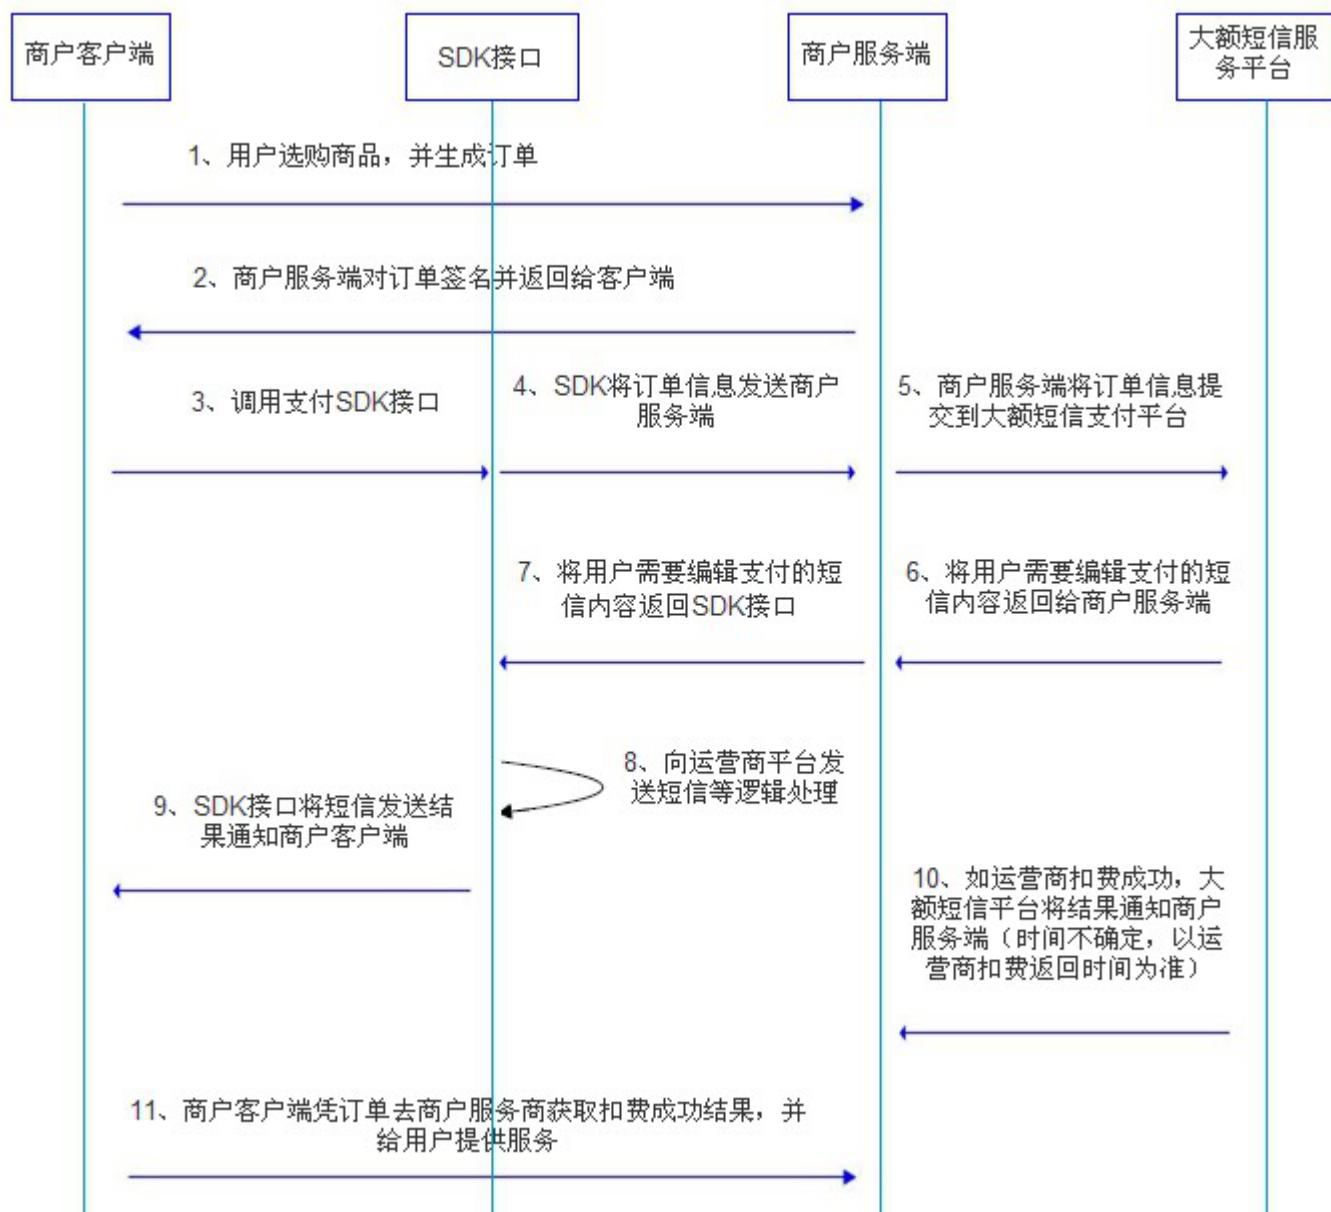 商户客户端
SDK接口
商户服务端
大额短信服
务平台
1、用户选购商品，并生成订单
2、商户服务端对订单签名并返回给客户端
3、调用支付SDK接口
4、SDK将订单信息发送商户
服务端
5、商户服务端将订单信息提
交到大额短信支付平台
6、将用户需要编辑支付的短
信内容返回给商户服务端
7、将用户需要编辑支付的短
信内容返回SDK接口
8、向运营商平台发
送短信等逻辑处理
9、SDK接口将短信发送结
果通知商户客户端
10、如运营商扣费成功，大
额短信平台将结果通知商户
服务端（时间不确定，以运
营商扣费返回时间为准）
11、商户客户端凭订单去商户服务商获取扣费成功结果，并
给用户提供服务